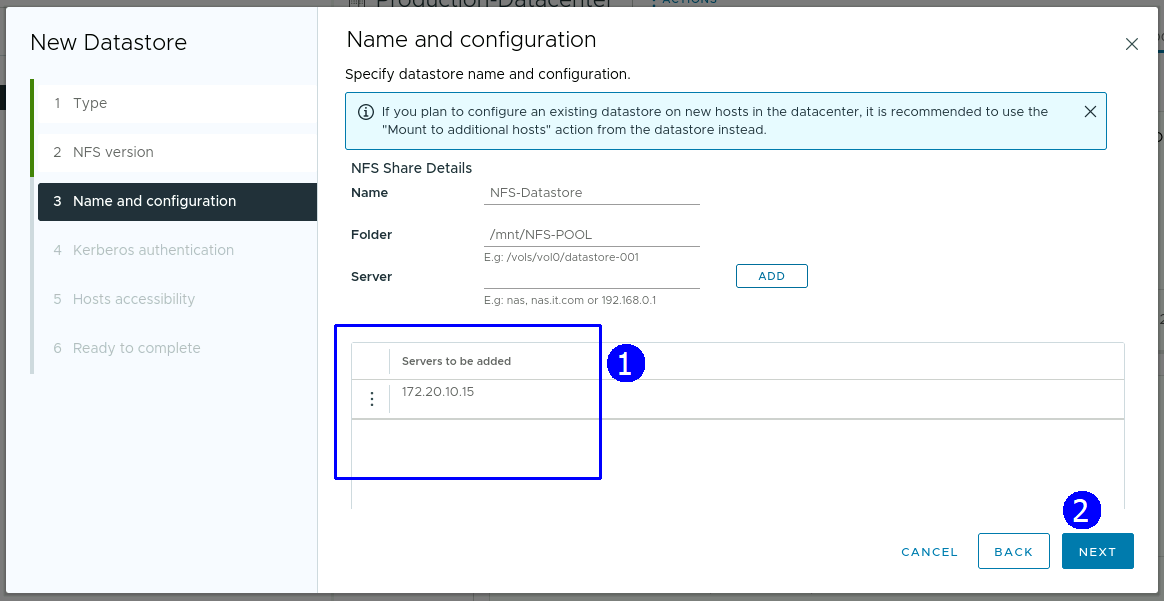 Production-Datacenter
ACTIONS
New Datastore
1 Type
2 NFS version
3 Name and configuration
4 Kerberos authentication
5 Hosts accessibility
6 Ready to complete
Name and configuration
Specify datastore name and configuration.
If you plan to configure an existing datastore on new hosts in the datacenter, it is recommended to use the
"Mount to additional hosts" action from the datastore instead.
NFS Share Details
Name NFS-Datastore
Folder /mnt/NFS-POOL
E.g: /vols/vol0/datastore-001
Server ADD
E.g: nas, nas.it.com or 192.168.0.1
Servers to be added
1
172.20.10.15
2
CANCEL BACK NEXT